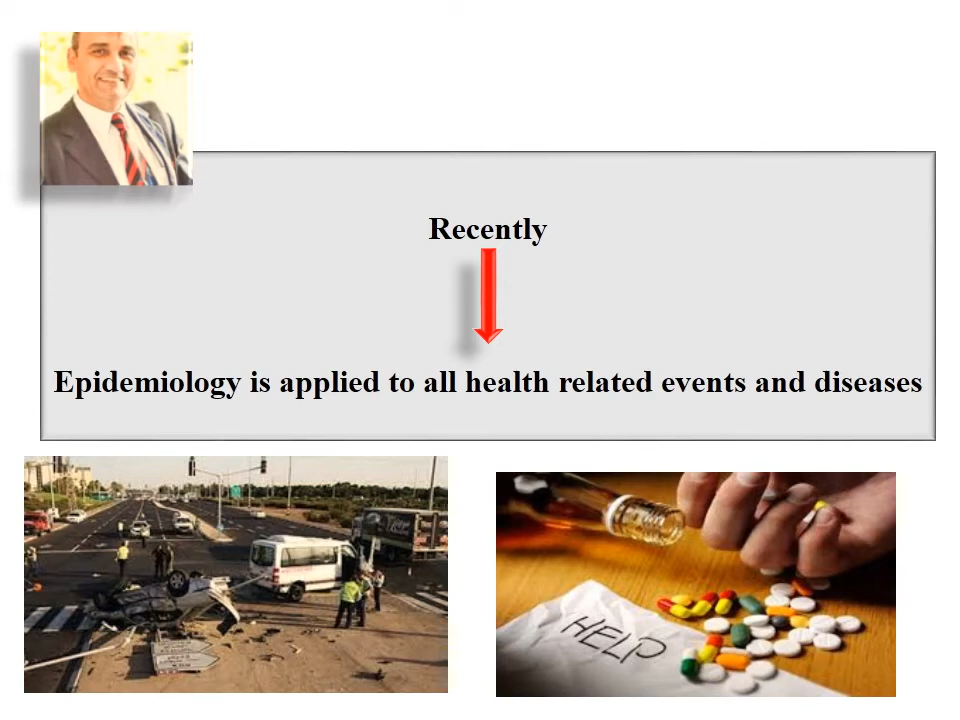 Recently
Epidemiology is applied to all health related events and diseases
HELP